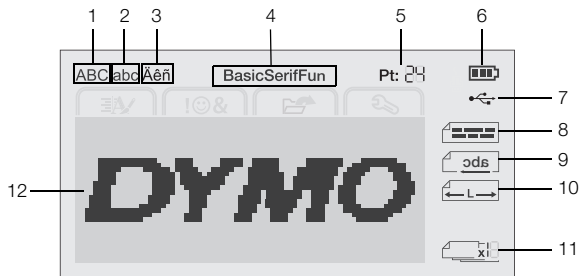 1 2 3 4 5 6
ABC abc Äêñ BasicSerifFun Pt: 24
!☺&
7
8
abc 9
L 10
DYMO
12
x 11